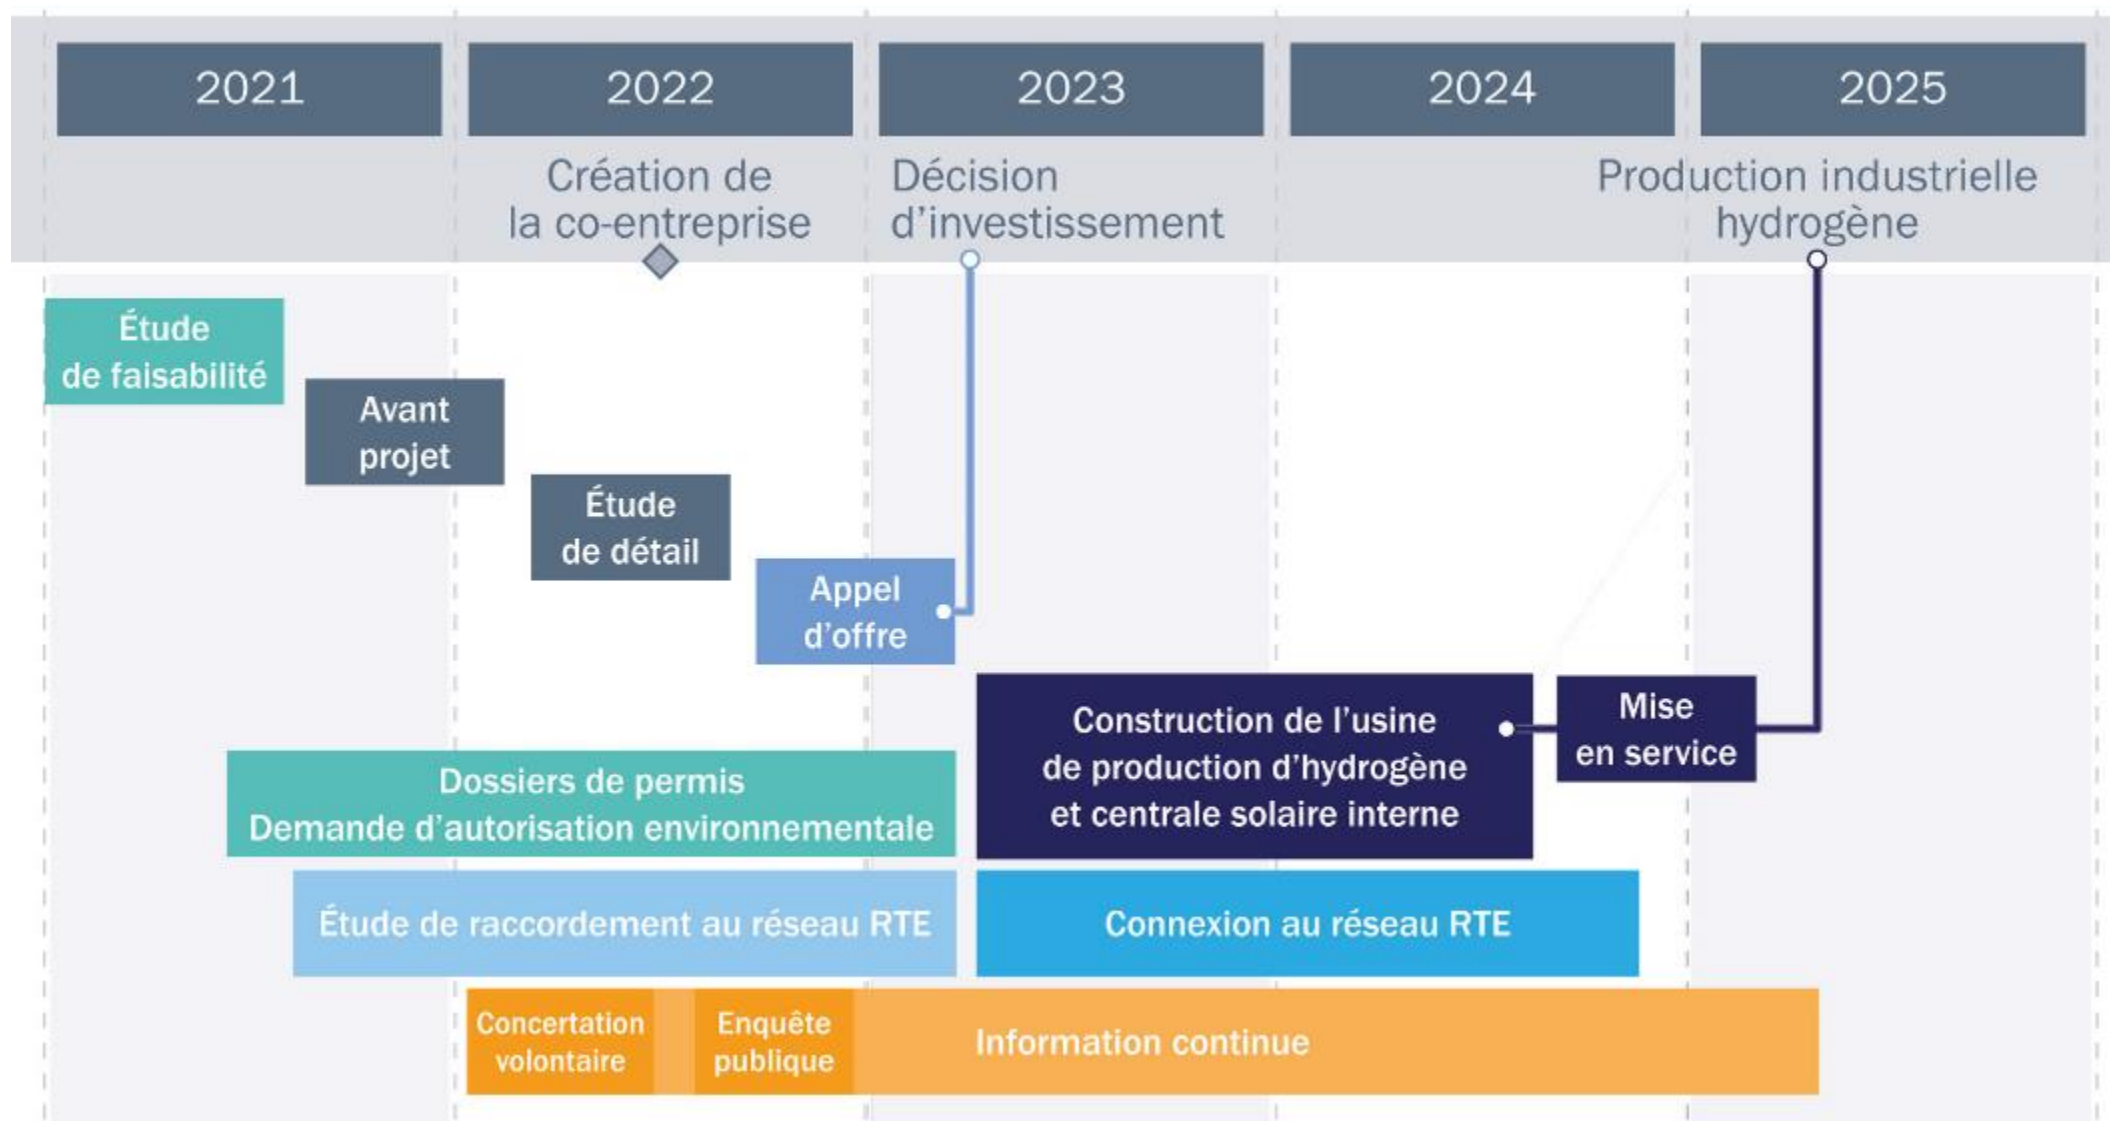 2021
2022
2023
2024
2025
Création de
la co-entreprise
Décision
d'investissement
Production industrielle
hydrogène
Étude
de faisabilité
Avant
projet
Étude
de détail
Appel
d'offre
Construction de l'usine
de production d'hydrogène
et centrale solaire interne
Mise
en service
Dossiers de permis
Demande d'autorisation environnementale
Étude de raccordement au réseau RTE
Connexion au réseau RTE
Concertation
volontaire
Enquête
publique
Information continue